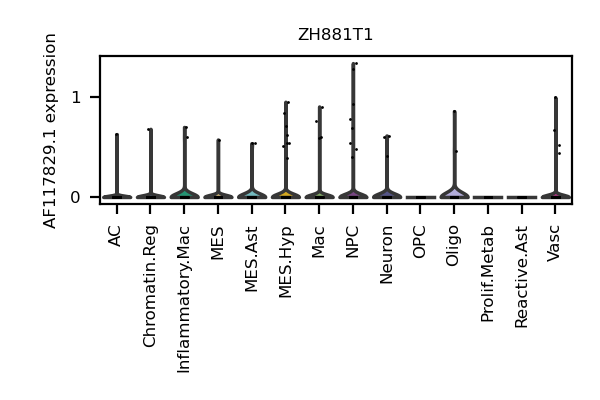 ZH881T1
AF117829.1 expression
1
0
AC
Chromatin.Reg
Inflammatory.Mac
MES
MES.Ast
MES.Hyp
Mac
NPC
Neuron
OPC
Oligo
Prolif.Metab
Reactive.Ast
Vasc